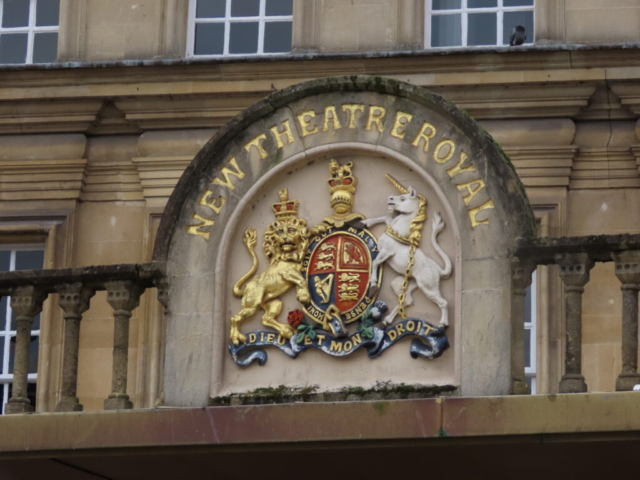 NEW THEATRE ROYAL
DIEU ET MON DROIT